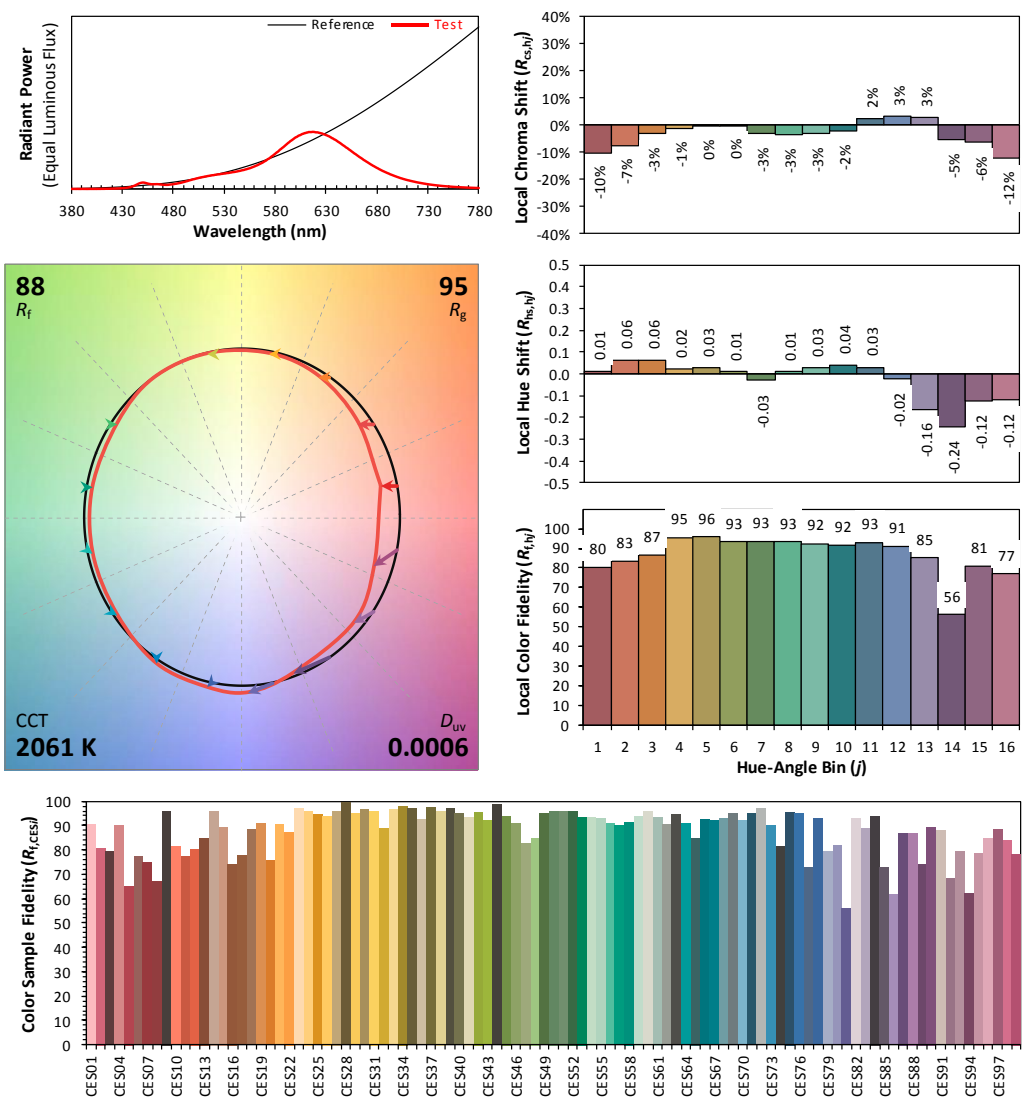 Reference
Test
Radiant Power
(Equal Luminous Flux)
380 430 480 530 580 630 680 730 780
Wavelength (nm)
Local Chroma Shift (Rcs,hj)
40%
30%
20%
10%
0%
-10%
-20%
-30%
-40%
-10% -7% -3% -1% 0% 0% -3% -3% -3% -2% 2% 3% 3% -5% -6% -12%
88
Rf
95
Rg
CCT
2061 K
Duv
0.0006
Local Hue Shift (Rhs,hj)
0.5
0.4
0.3
0.2
0.1
0.0
-0.1
-0.2
-0.3
-0.4
-0.5
0.01 0.06 0.06 0.02 0.03 0.01 -0.03 0.01 0.03 0.04 0.03 -0.02 -0.16 -0.24 -0.12 -0.12
Local Color Fidelity (Rf,hj)
100
90
80
70
60
50
40
30
20
10
0
80 83 87 95 96 93 93 93 92 92 93 91 85 56 81 77
1 2 3 4 5 6 7 8 9 10 11 12 13 14 15 16
Hue-Angle Bin (j)
Color Sample Fidelity (Rf,CESi)
100
90
80
70
60
50
40
30
20
10
0
CES01 CES04 CES07 CES10 CES13 CES16 CES19 CES22 CES25 CES28 CES31 CES34 CES37 CES40 CES43 CES46 CES49 CES52 CES55 CES58 CES61 CES64 CES67 CES70 CES73 CES76 CES79 CES82 CES85 CES88 CES91 CES94 CES97